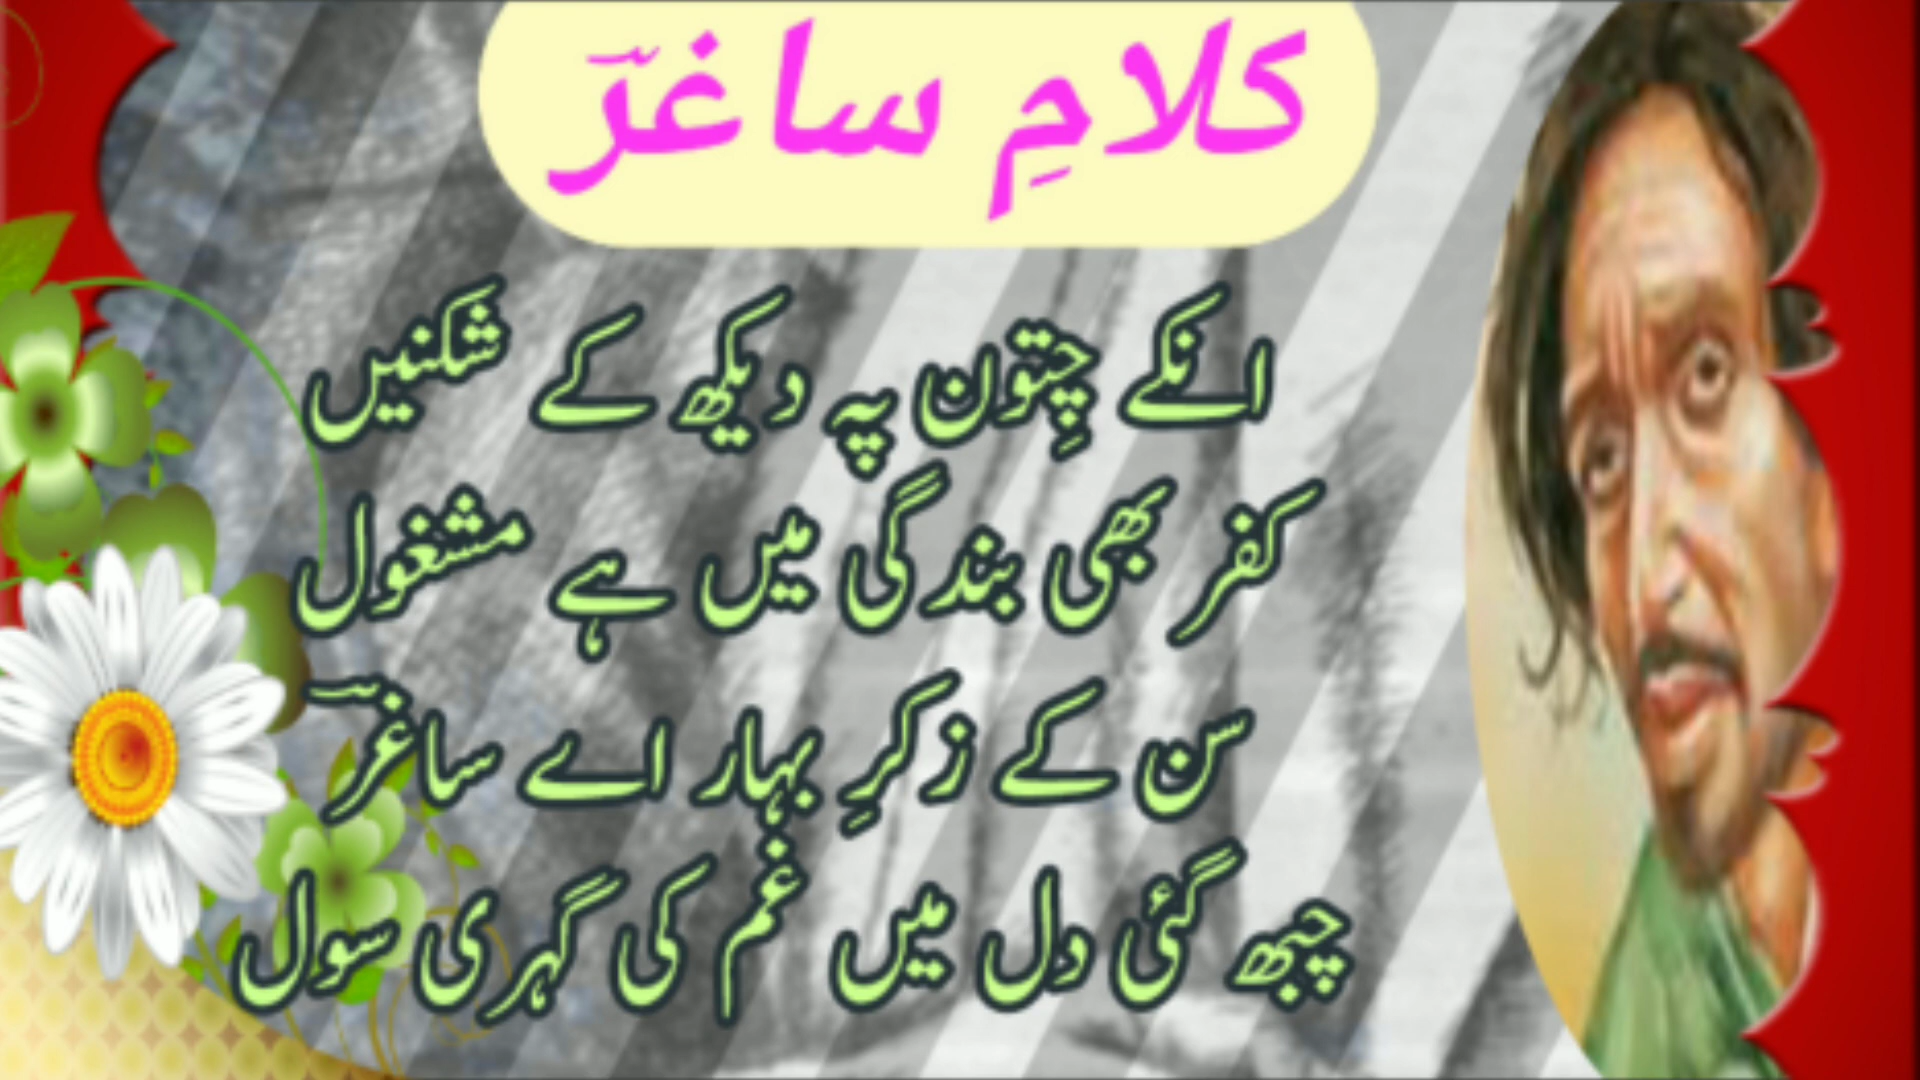 کلامِ ساغرؔ
انکے چِتون پہ دیکھ کے شکنیں
کفر بھی بندگی میں ہے مشغول
سن کے زکرِ بہار اے ساغرؔ
چبھ گئی دل میں غم کی گہری سول